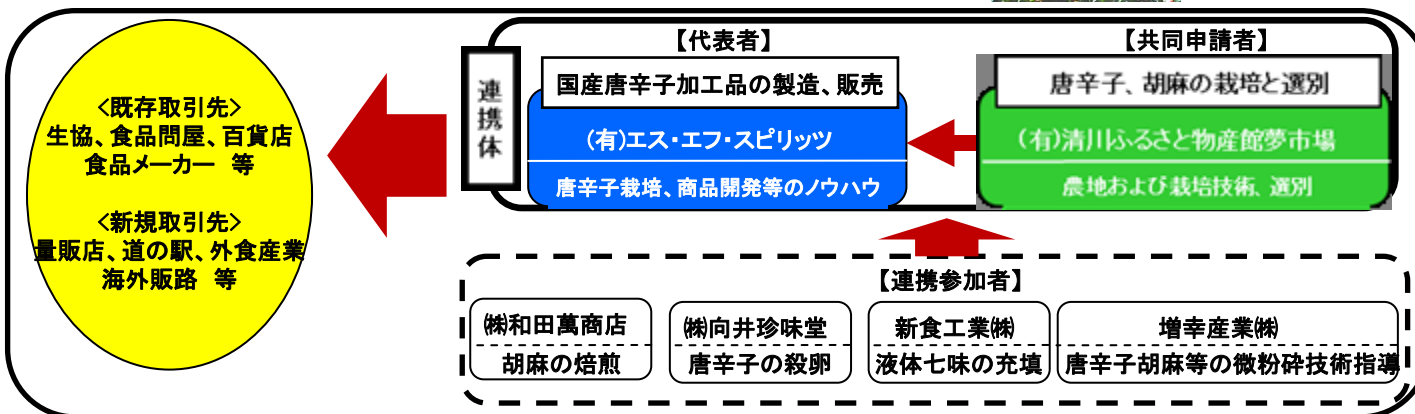 <既存取引先>
生協、食品問屋、百貨店
食品メーカー 等
<新規取引先>
量販店、道の駅、外食産業
海外販路 等
連携体
【代表者】
国産唐辛子加工品の製造、販売
(有)エス・エフ・スピリッツ
唐辛子栽培、商品開発等のノウハウ
【共同申請者】
唐辛子、胡麻の栽培と選別
(有)清川ふるさと物産館夢市場
農地および栽培技術、選別
【連携参加者】
㈱和田萬商店
胡麻の焙煎
㈱向井珍味堂
唐辛子の殺卵
新食工業㈱
液体七味の充填
増幸産業㈱
唐辛子胡麻等の微粉砕技術指導